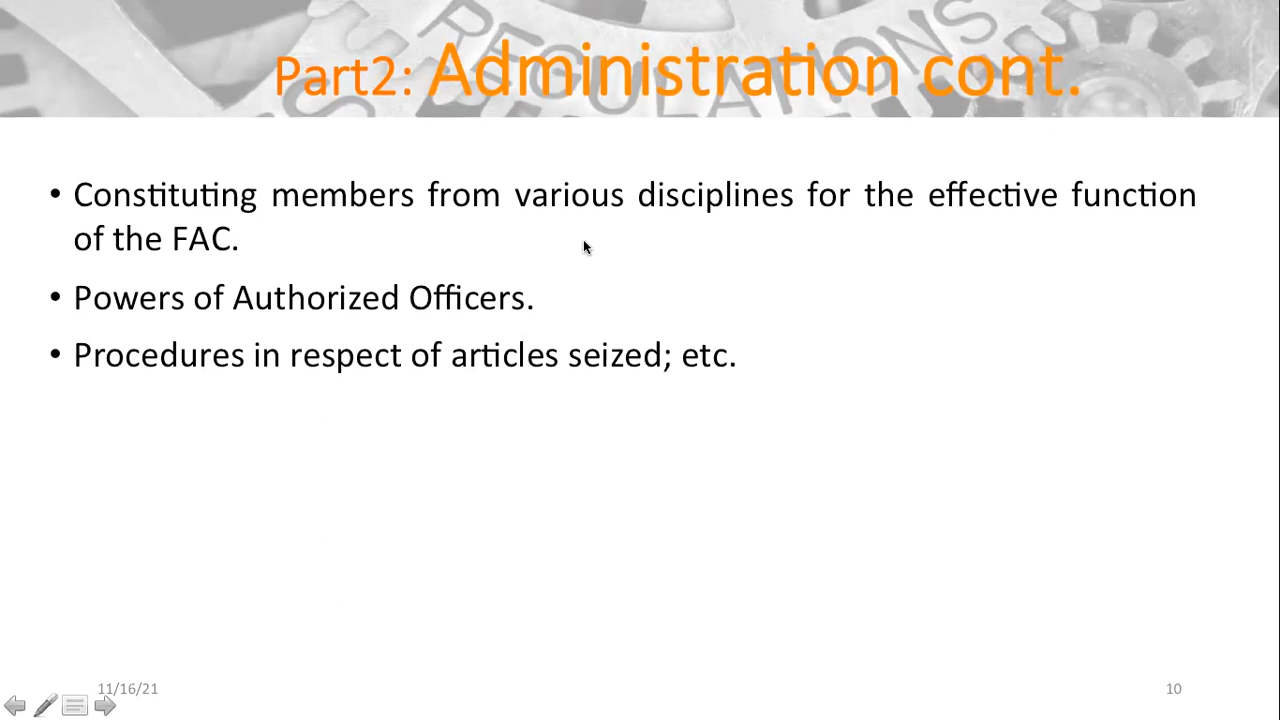 REGULATIONS
Part2: Administration cont.
• Constituting members from various disciplines for the effective function
of the FAC.
• Powers of Authorized Officers.
• Procedures in respect of articles seized; etc.
11/16/21
10